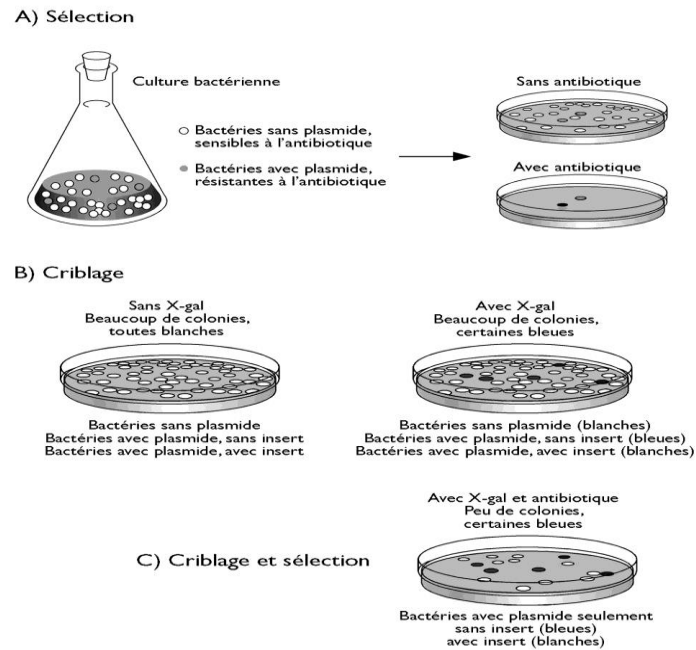 A) Sélection
Culture bactérienne
Bactéries sans plasmide,
sensibles à l'antibiotique
Bactéries avec plasmide,
résistantes à l'antibiotique
Sans antibiotique
Avec antibiotique
B) Criblage
Sans X-gal
Beaucoup de colonies,
toutes blanches
Bactéries sans plasmide
Bactéries avec plasmide, sans insert
Bactéries avec plasmide, avec insert
Avec X-gal
Beaucoup de colonies,
certaines bleues
Bactéries sans plasmide (blanches)
Bactéries avec plasmide, sans insert (bleues)
Bactéries avec plasmide, avec insert (blanches)
C) Criblage et sélection
Avec X-gal et antibiotique
Peu de colonies,
certaines bleues
Bactéries avec plasmide seulement
sans insert (bleues)
avec insert (blanches)